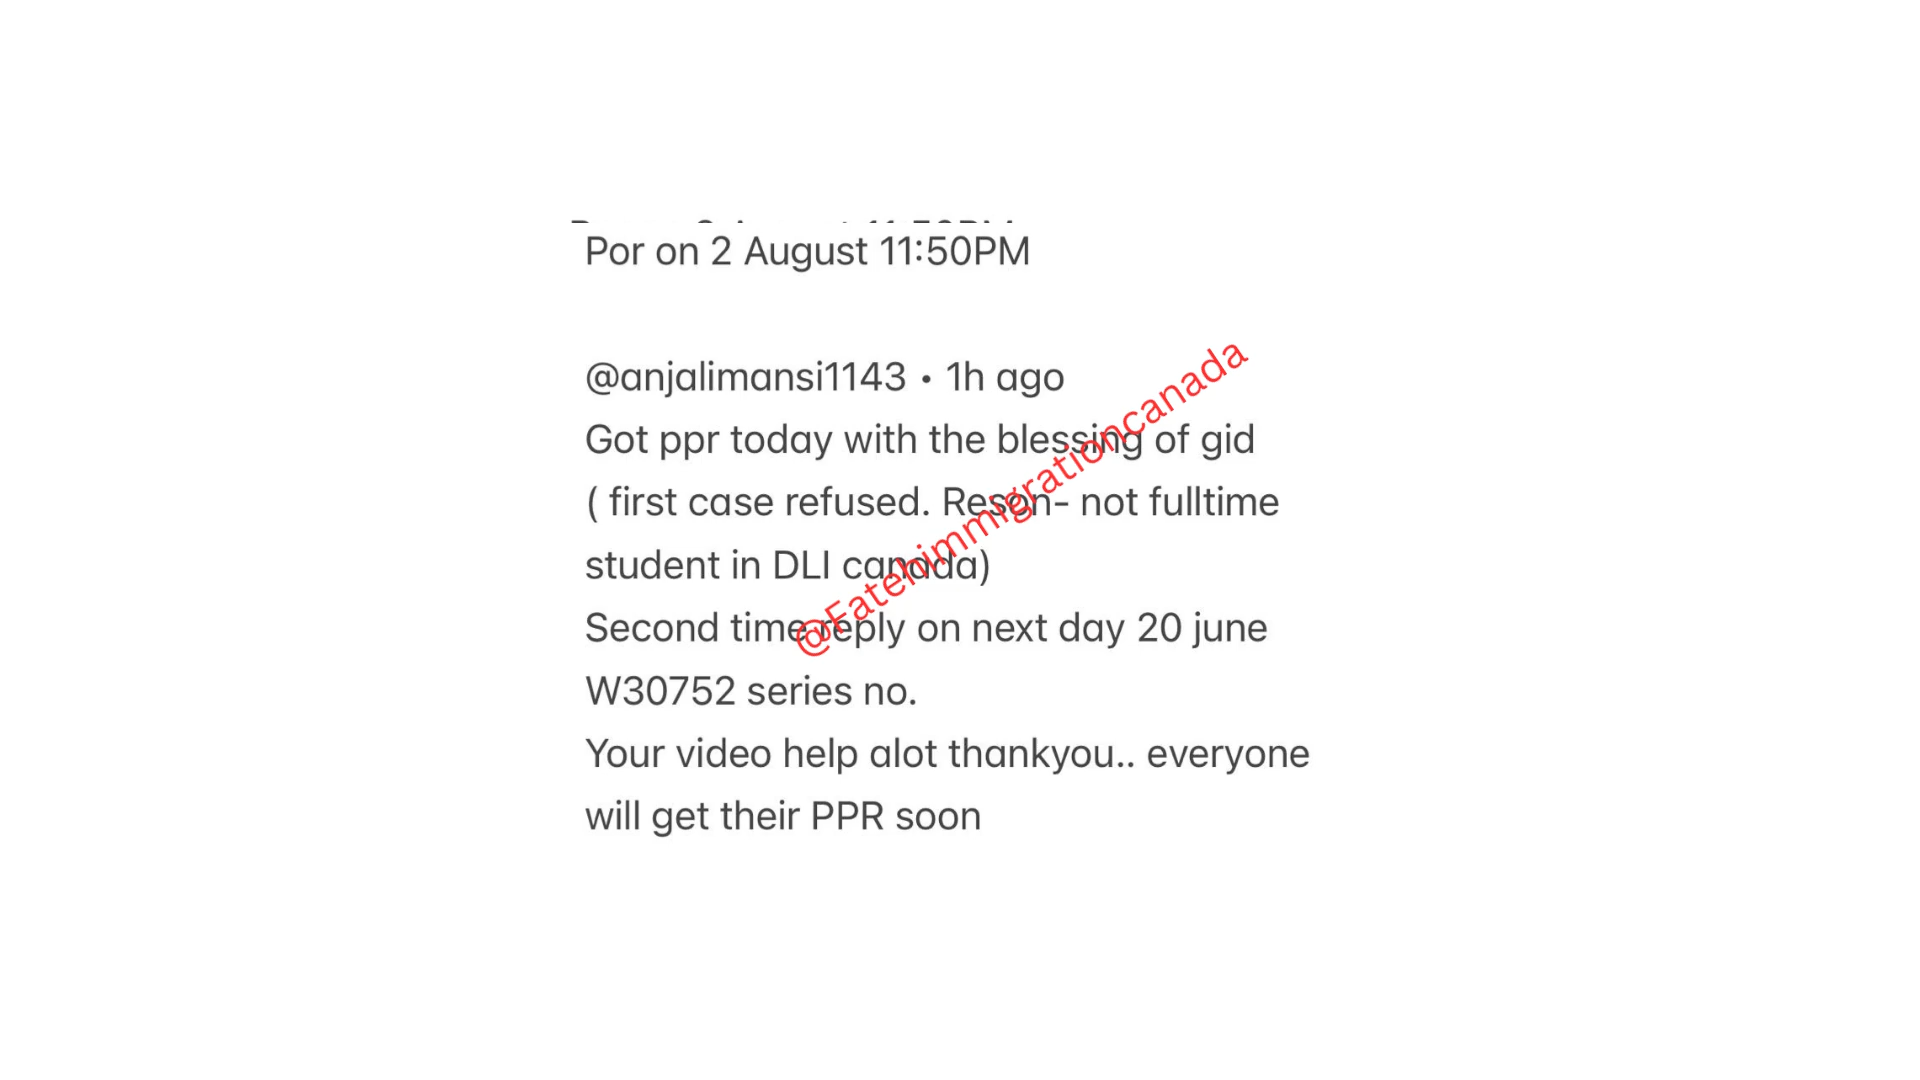 Por on 2 August 11:50PM
@anjalimansi1143 • 1h ago
Got ppr today with the blessing of gid
( first case refused. Reson- not fulltime
student in DLI canada)
Second time reply on next day 20 june
W30752 series no.
Your video help alot thankyou.. everyone
will get their PPR soon
@Fatehimmigrationcanada